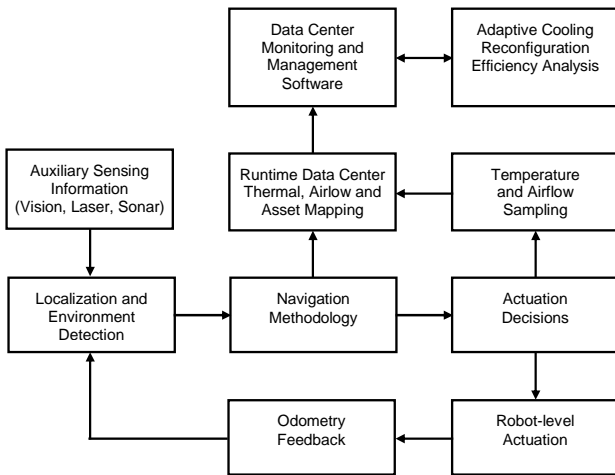 Data Center
Monitoring and
Management
Software
Adaptive Cooling
Reconfiguration
Efficiency Analysis
Auxiliary Sensing
Information
(Vision, Laser, Sonar)
Runtime Data Center
Thermal, Airlow and
Asset Mapping
Temperature
and Airflow
Sampling
Localization and
Environment
Detection
Navigation
Methodology
Actuation
Decisions
Odometry
Feedback
Robot-level
Actuation